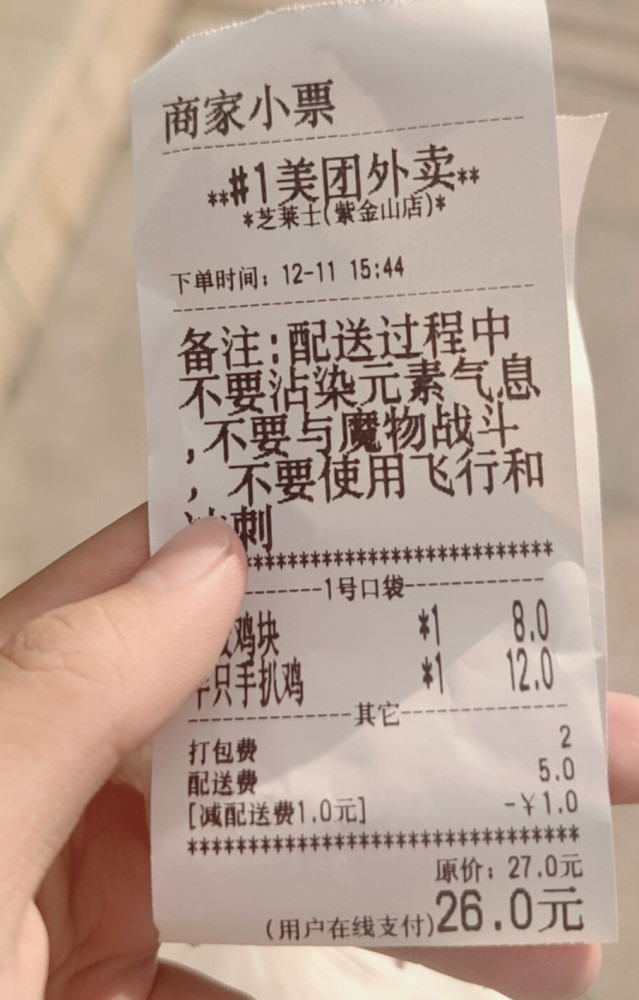 商家小票
**#1美团外卖**
*芝莱士(紫金山店)*
下单时间: 12-11 15:44
备注:配送过程中
不要沾染元素气息
,不要与魔物战斗
, 不要使用飞行和
刺
1号口袋
鸡块 *1 8.0
只手扒鸡 *1 12.0
其它
打包费 2
配送费 5.0
[减配送费1.0元] -¥1.0
原价: 27.0元
(用户在线支付)26.0元